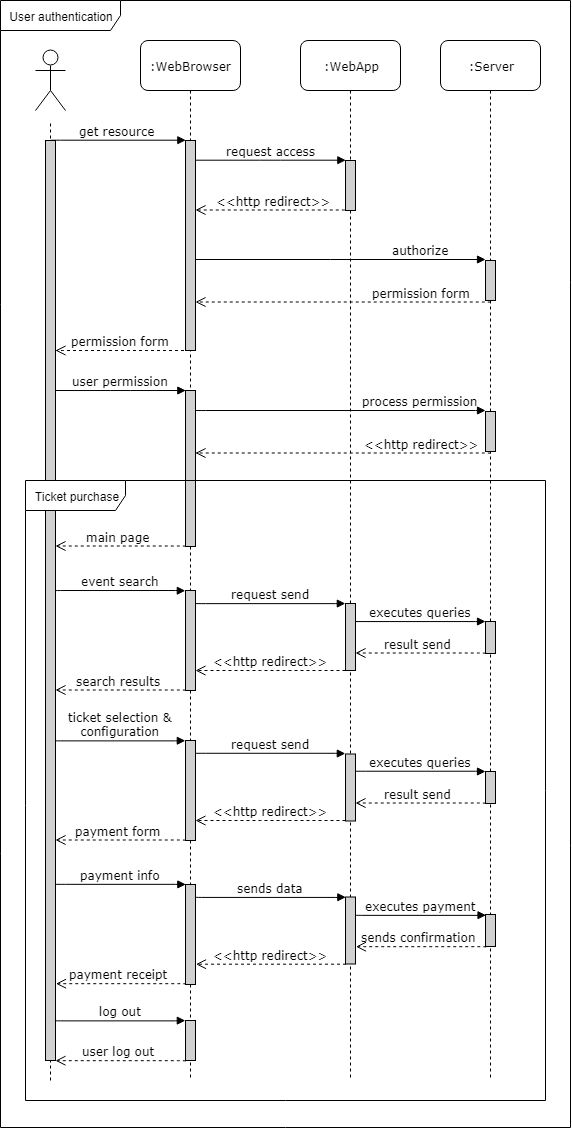 User authentication
:WebBrowser
:WebApp
:Server
get resource
request access
<<http redirect>>
authorize
permission form
permission form
user permission
process permission
<<http redirect>>
Ticket purchase
main page
event search
request send
executes queries
result send
<<http redirect>>
search results
ticket selection &
configuration
request send
executes queries
result send
<<http redirect>>
payment form
payment info
sends data
executes payment
sends confirmation
<<http redirect>>
payment receipt
log out
user log out